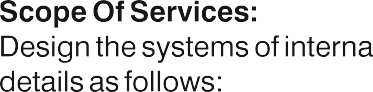 Scope Of Services:
Design the systems of interna
details as follows: